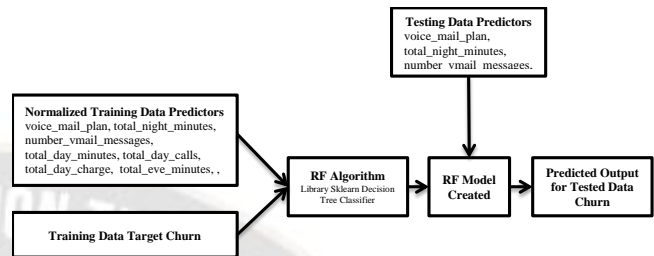 Testing Data Predictors
voice_mail_plan,
total_night_minutes,
number_vmail_messages,
Normalized Training Data Predictors
voice_mail_plan, total_night_minutes,
number_vmail_messages,
total_day_minutes, total_day_calls,
total_day_charge, total_eve_minutes, ,
Training Data Target Churn
RF Algorithm
Library Sklearn Decision
Tree Classifier
RF Model
Created
Predicted Output
for Tested Data
Churn